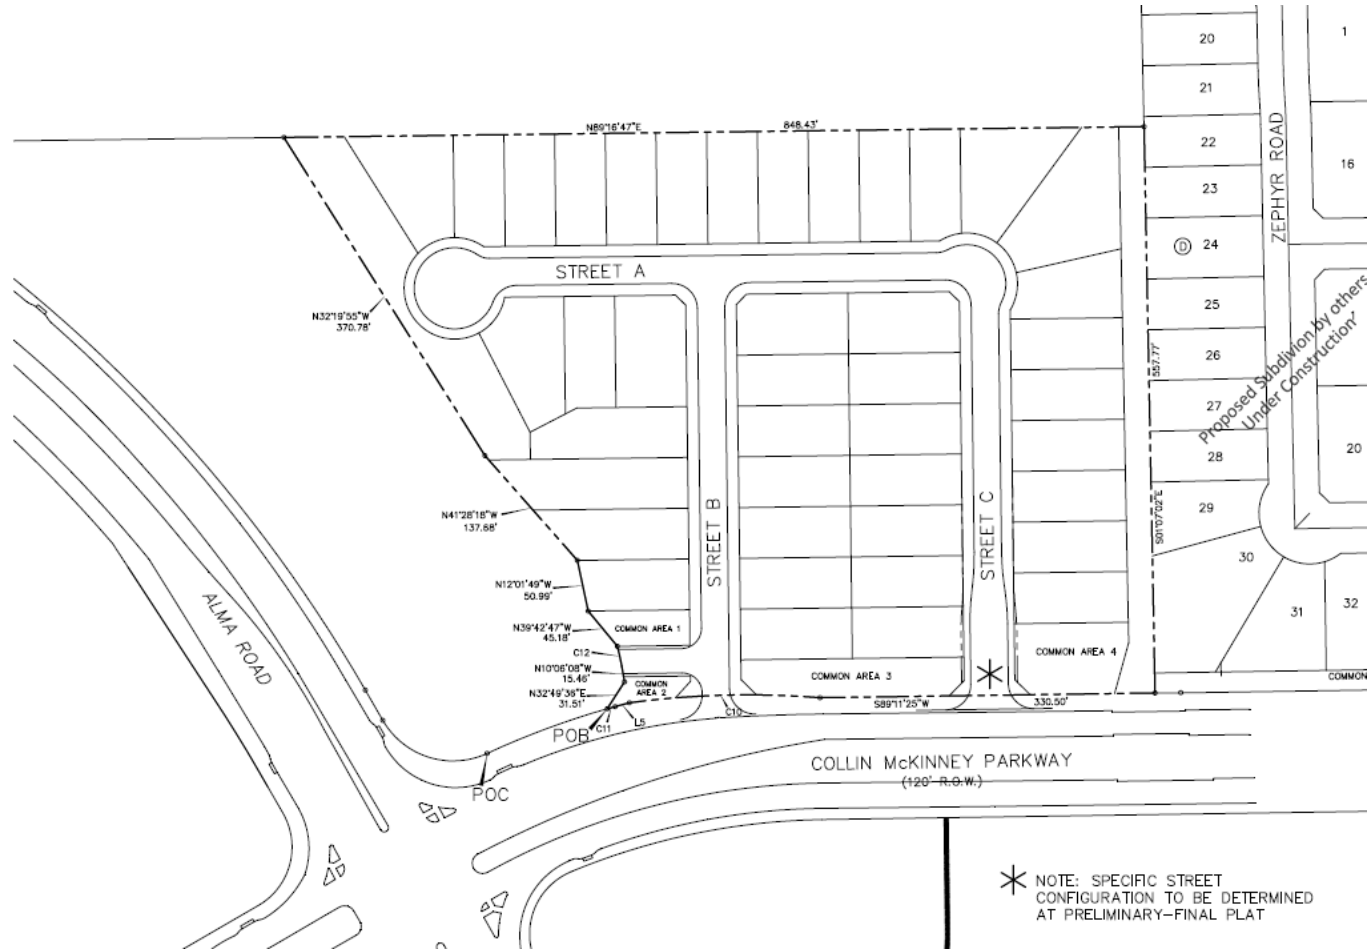 20
21
22
23
D
24
25
26
27
28
29
30
31
32
1
16
20
ZEPHYR ROAD
Proposed Subdivion by others
Under Construction
N89°16'47"E
848.43'
STREET A
N32°19'55"W
370.78'
557.77'
S01°07'02"E
N41°28'18"W
137.68'
STREET B
STREET C
N12°01'49"W
50.99'
N39°42'47"W
45.18'
COMMON AREA 1
C12
N10°06'08"W
15.46'
COMMON
AREA 2
N32°49'36"E
31.51'
COMMON AREA 3
COMMON AREA 4
COMMON
S89°11'25"W
330.50'
C10
L5
C11
POB
POC
ALMA ROAD
COLLIN McKINNEY PARKWAY
(120' R.O.W.)
NOTE: SPECIFIC STREET
CONFIGURATION TO BE DETERMINED
AT PRELIMINARY-FINAL PLAT